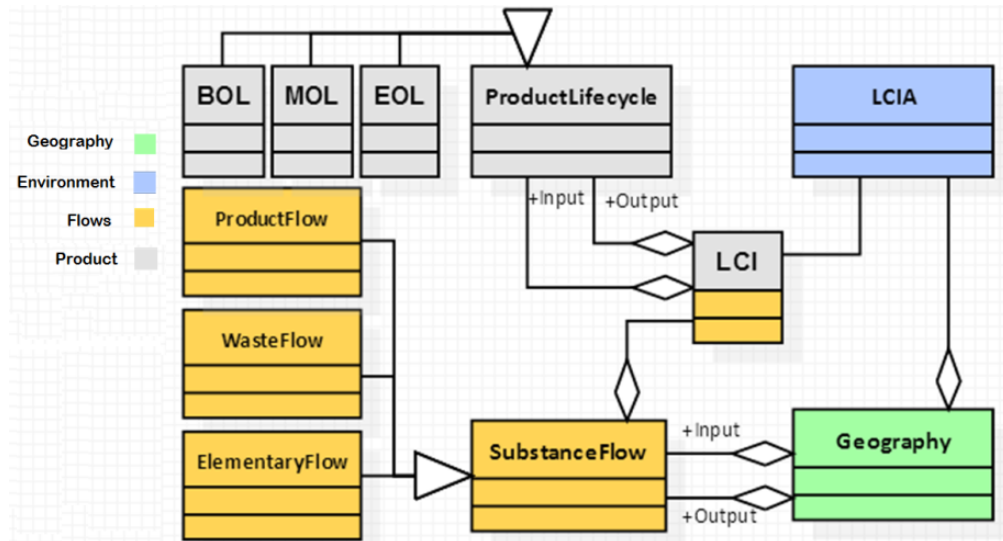 BOL
MOL
EOL
ProductLifecycle
LCIA
Geography
Environment
Flows
Product
ProductFlow
+Input
+Output
LCI
WasteFlow
ElementaryFlow
SubstanceFlow
+Input
+Output
Geography